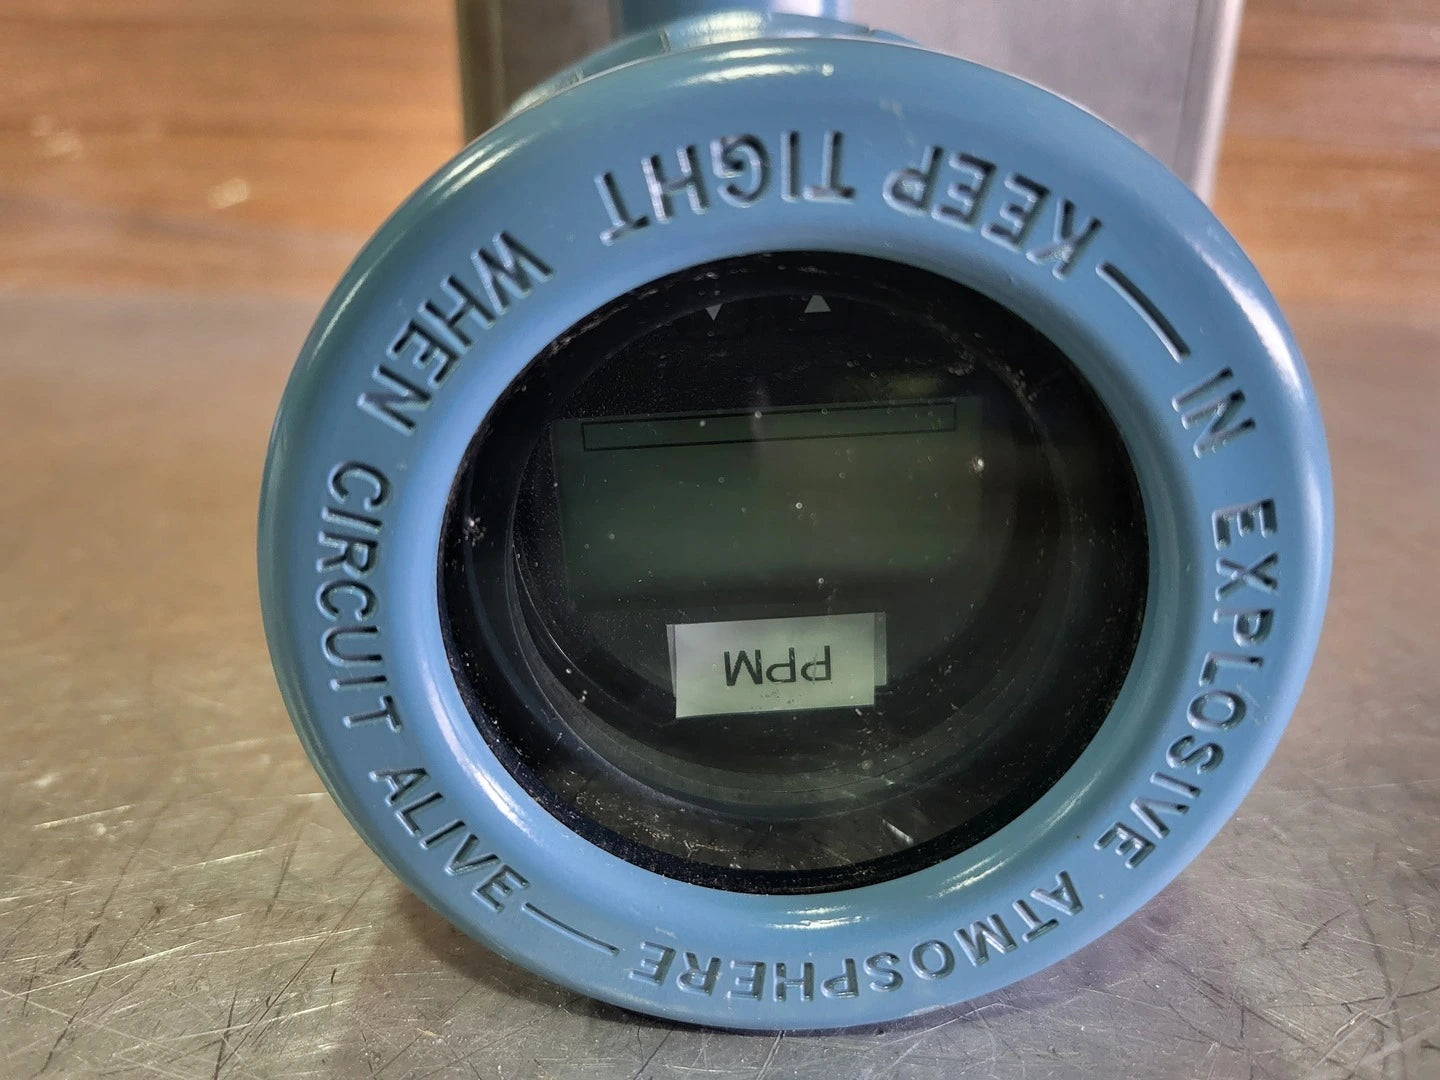 KEEP TIGHT WHEN CIRCUIT ALIVE — IN EXPLOSIVE ATMOSPHERE —
PPM